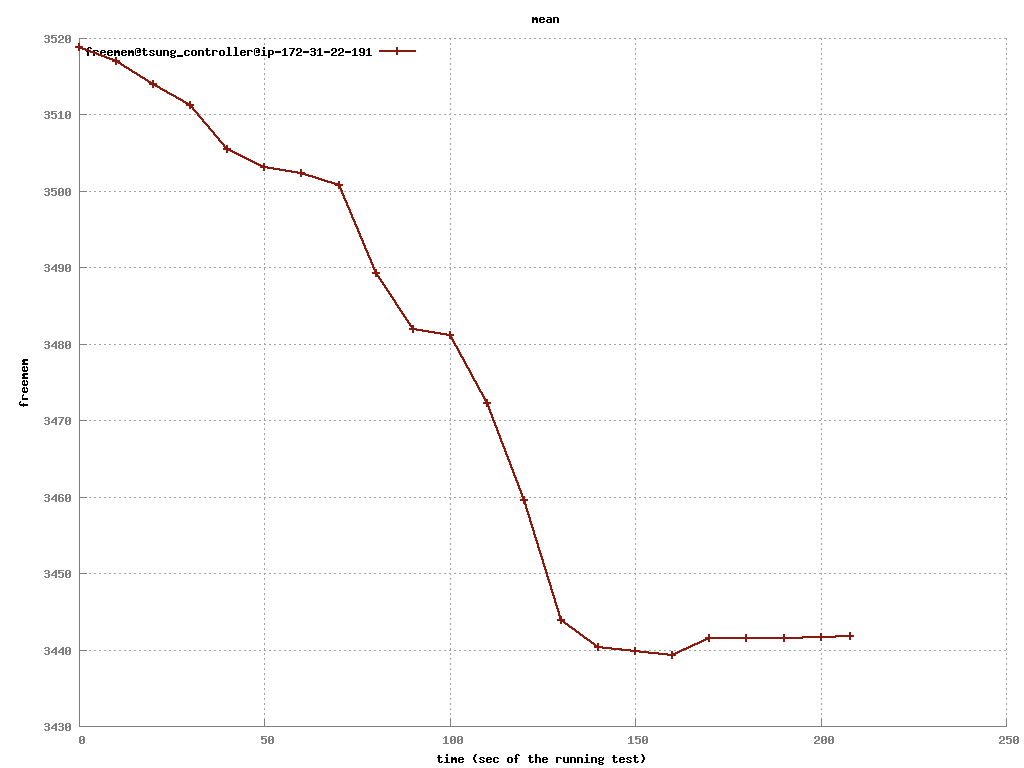 mean
freemem@tsung_controller@ip-172-31-22-191
3520
3510
3500
3490
3480
3470
3460
3450
3440
3430
freemem
0 50 100 150 200 250
time (sec of the running test)